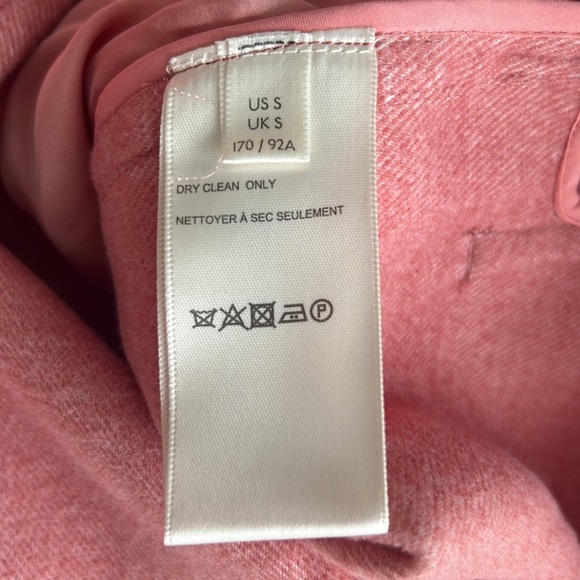 US S
UK S
170 / 92A
DRY CLEAN ONLY
NETTOYER À SEC SEULEMENT
P